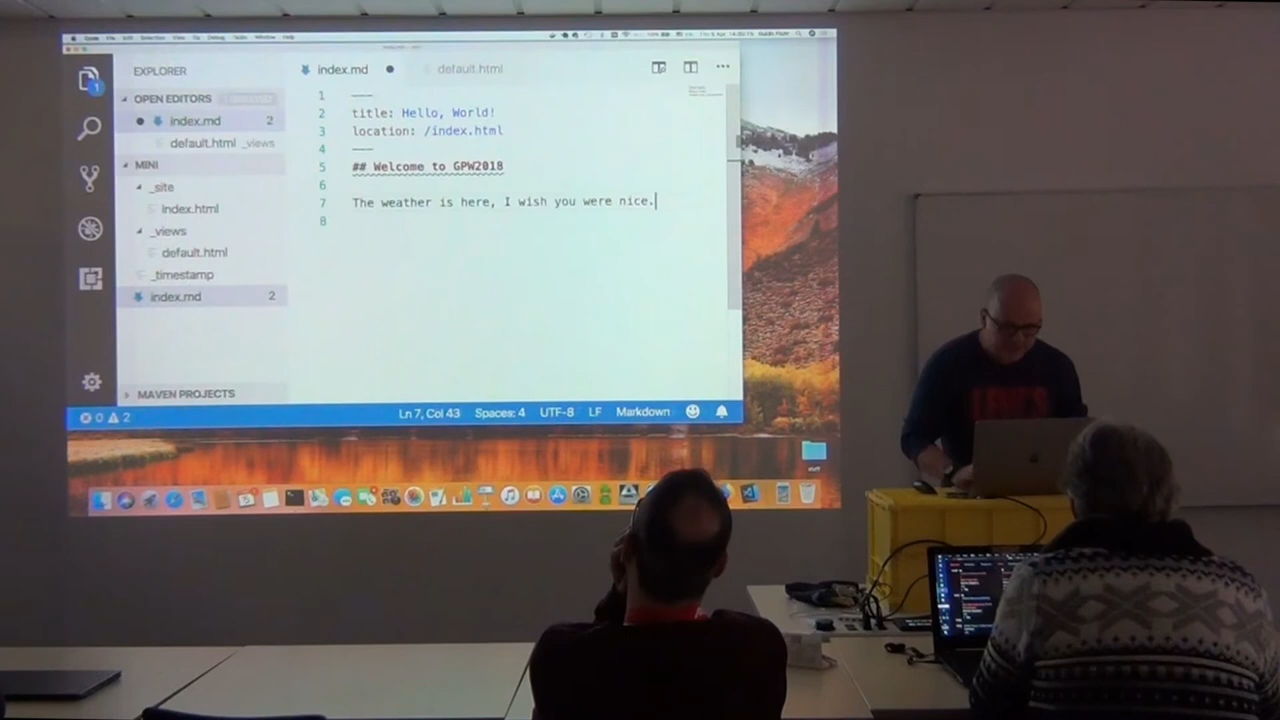 EXPLORER
index.md
default.html
OPEN EDITORS
index.md 2
default.html _views
MINI
_site
index.html
_views
default.html
_timestamp
index.md 2
MAVEN PROJECTS
1 ---
2 title: Hello, World!
3 location: /index.html
4 ---
5 ## Welcome to GPW2018
6
7 The weather is here, I wish you were nice.
8
0 2
Ln 7, Col 43 Spaces: 4 UTF-8 LF Markdown